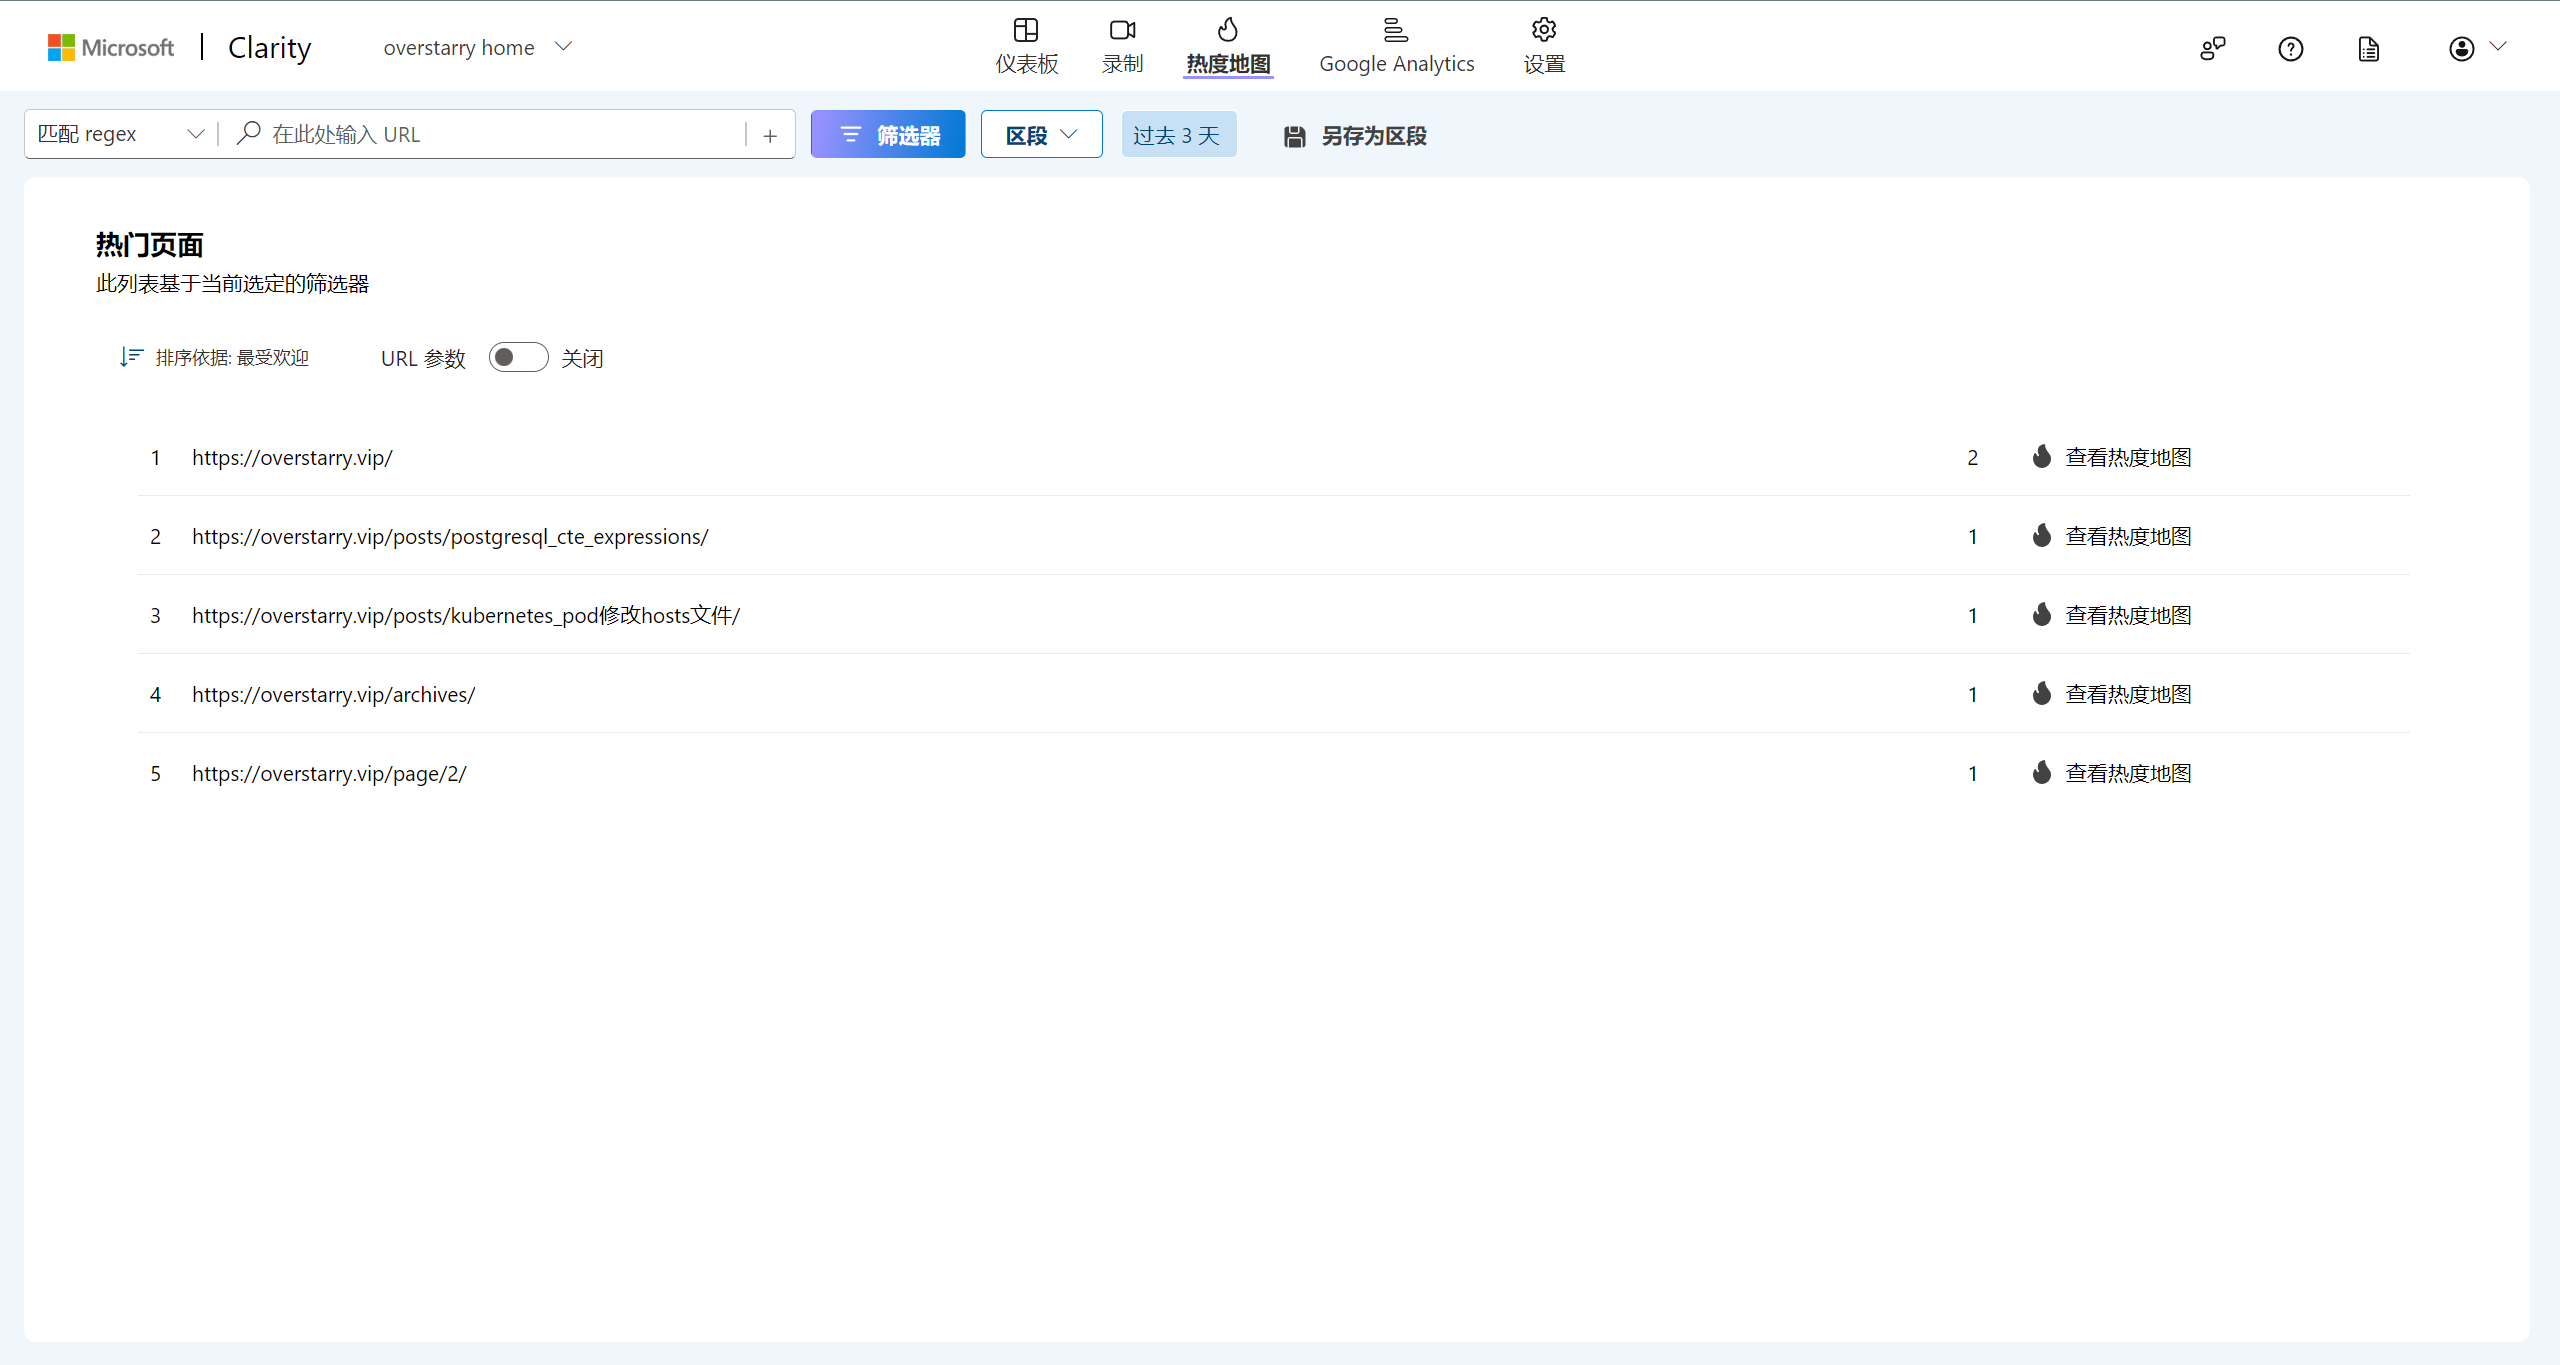 Microsoft | Clarity overstarry home 仪表板 录制 热度地图 Google Analytics 设置
匹配 regex 在此处输入 URL + 筛选器 区段 过去 3 天 另存为区段
热门页面
此列表基于当前选定的筛选器
排序依据: 最受欢迎 URL 参数 关闭
1 https://overstarry.vip/ 2 查看热度地图
2 https://overstarry.vip/posts/postgresql_cte_expressions/ 1 查看热度地图
3 https://overstarry.vip/posts/kubernetes_pod修改hosts文件/ 1 查看热度地图
4 https://overstarry.vip/archives/ 1 查看热度地图
5 https://overstarry.vip/page/2/ 1 查看热度地图